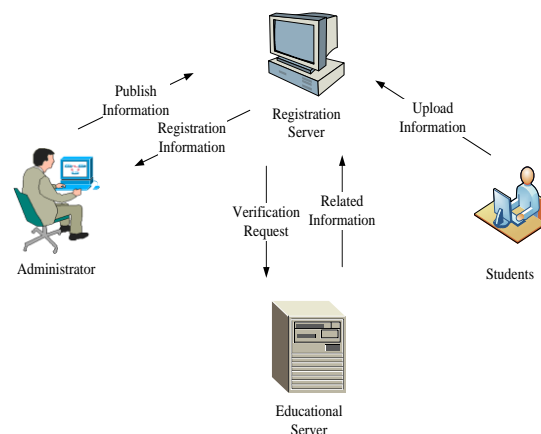 Publish
Information
Registration
Information
Registration
Server
Upload
Information
Administrator
Verification
Request
Related
Information
Students
Educational
Server